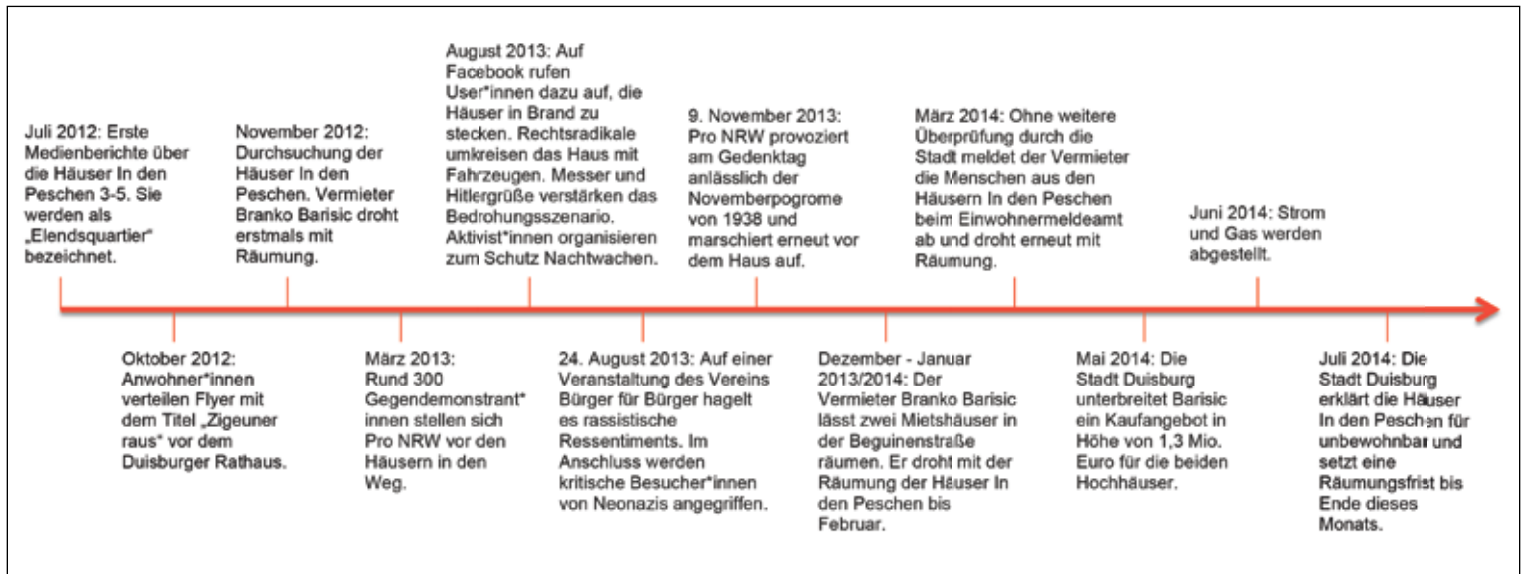 Juli 2012: Erste
Medienberichte über
die Häuser In den
Peschen 3-5. Sie
werden als
„Elendsquartier“
bezeichnet.
Oktober 2012:
Anwohner*innen
verteilen Flyer mit
dem Titel „Zigeuner
raus“ vor dem
Duisburger Rathaus.
November 2012:
Durchsuchung der
Häuser In den
Peschen. Vermieter
Branko Barisic droht
erstmals mit
Räumung.
März 2013:
Rund 300
Gegendemonstrant*
innen stellen sich
Pro NRW vor den
Häusern in den
Weg.
August 2013: Auf
Facebook rufen
User*innen dazu auf, die
Häuser in Brand zu
stecken. Rechtsradikale
umkreisen das Haus mit
Fahrzeugen. Messer und
Hitlergrüße verstärken das
Bedrohungsszenario.
Aktivist*innen organisieren
zum Schutz Nachtwachen.
24. August 2013: Auf einer
Veranstaltung des Vereins
Bürger für Bürger hagelt
es rassistische
Ressentiments. Im
Anschluss werden
kritische Besucher*innen
von Neonazis angegriffen.
9. November 2013:
Pro NRW provoziert
am Gedenktag
anlässlich der
Novemberpogrome
von 1938 und
marschiert erneut vor
dem Haus auf.
Dezember - Januar
2013/2014: Der
Vermieter Branko Barisic
lässt zwei Mietshäuser in
der Beguinenstraße
räumen. Er droht mit der
Räumung der Häuser In
den Peschen bis
Februar.
März 2014: Ohne weitere
Überprüfung durch die
Stadt meldet der Vermieter
die Menschen aus den
Häusern In den Peschen
beim Einwohnermeldeamt
ab und droht erneut mit
Räumung.
Mai 2014: Die
Stadt Duisburg
unterbreitet Barisic
ein Kaufangebot in
Höhe von 1,3 Mio.
Euro für die beiden
Hochhäuser.
Juni 2014: Strom
und Gas werden
abgestellt.
Juli 2014: Die
Stadt Duisburg
erklärt die Häuser
In den Peschen für
unbewohnbar und
setzt eine
Räumungsfrist bis
Ende dieses
Monats.